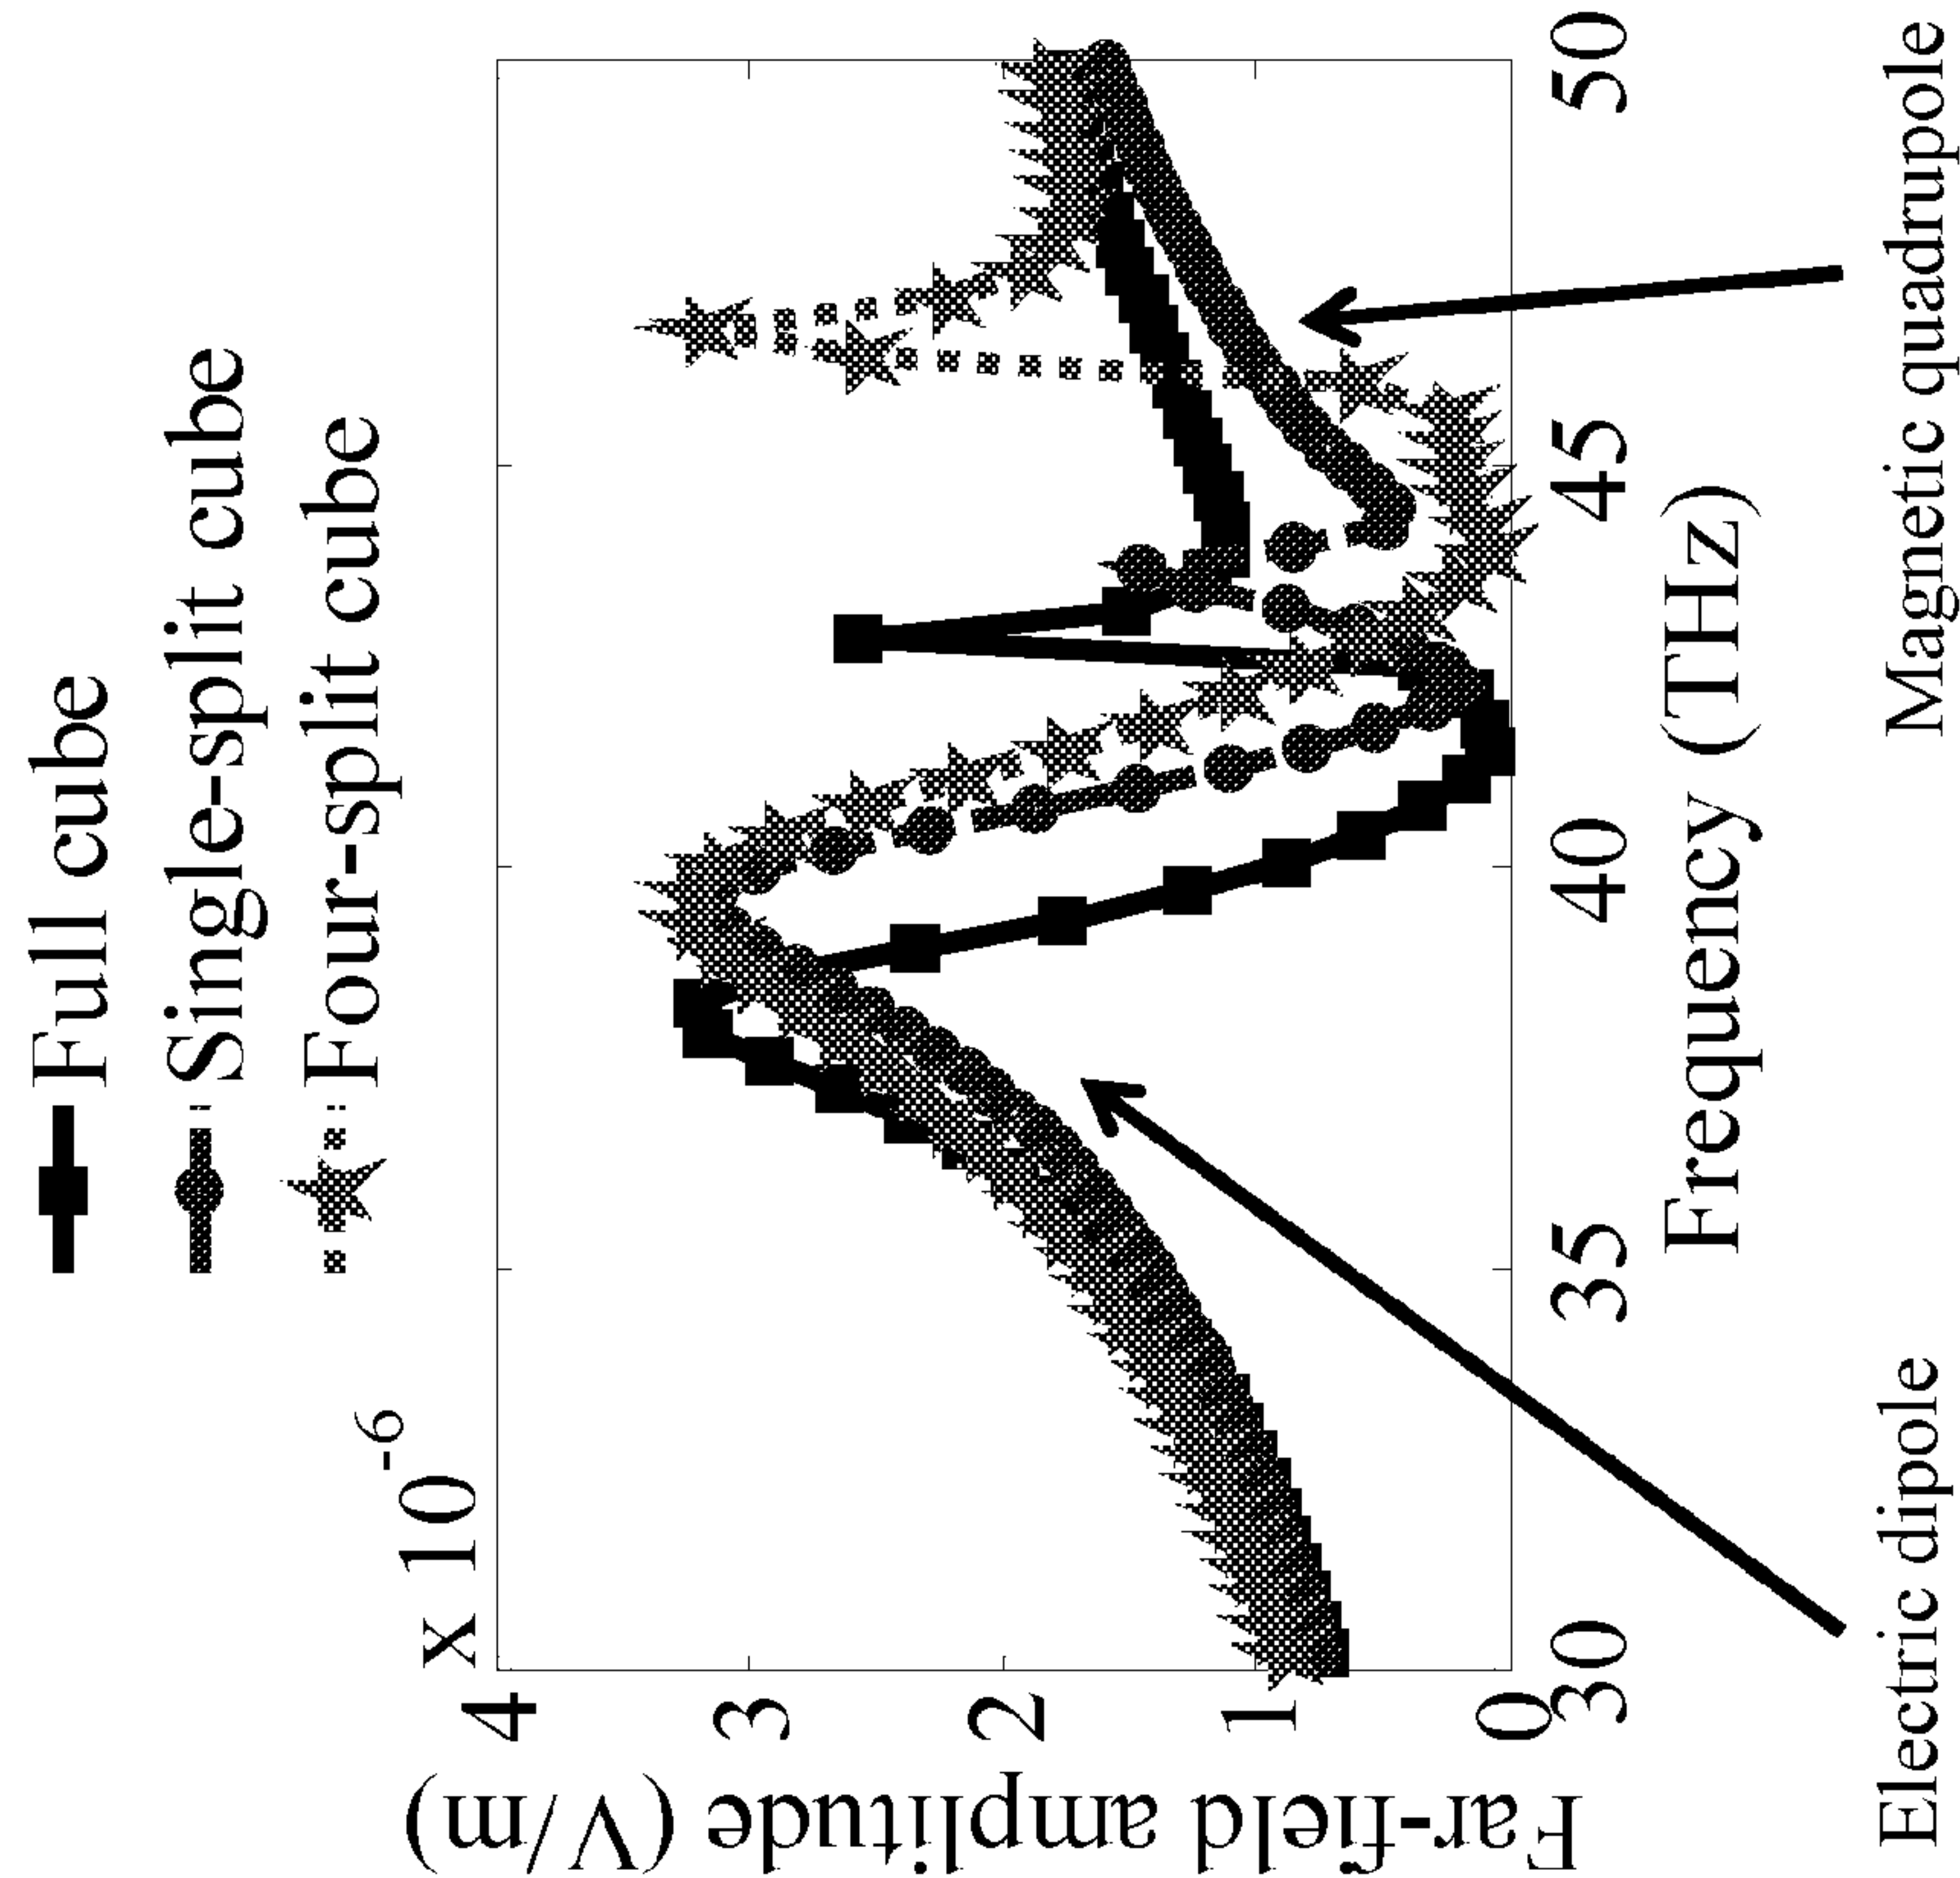 Full cube
Single-split cube
Four-split cube
x 10-6
4
3
2
1
0
Far-field amplitude (V/m)
30
35
40
45
50
Frequency (THz)
Electric dipole
Magnetic quadrupole